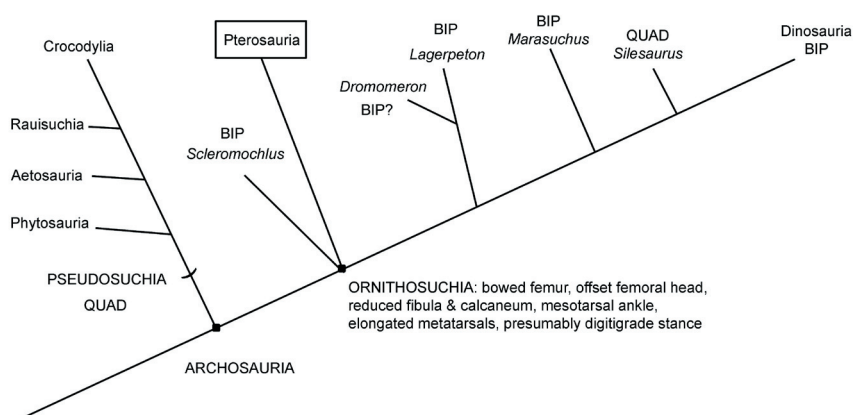 Crocodylia
Pterosauria
BIP
Lagerpeton
BIP
Marasuchus
QUAD
Silesaurus
Dinosauria
BIP
Dromomeron
BIP?
Rauisuchia
BIP
Scleromochlus
Aetosauria
Phytosauria
PSEUDOSUCHIA
QUAD
ORNITHOSUCHIA: bowed femur, offset femoral head,
reduced fibula & calcaneum, mesotarsal ankle,
elongated metatarsals, presumably digitigrade stance
ARCHOSAURIA